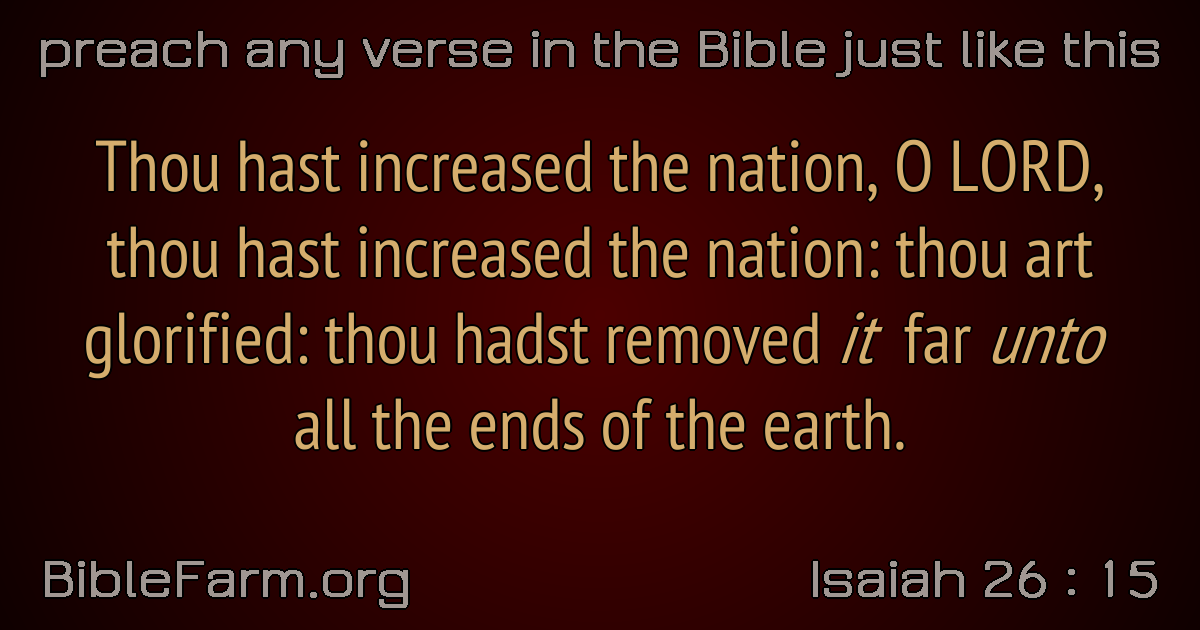 preach any verse in the Bible just like this
Thou hast increased the nation, O LORD,
thou hast increased the nation: thou art
glorified: thou hadst removed it far unto
all the ends of the earth.
BibleFarm.org
Isaiah 26 : 15